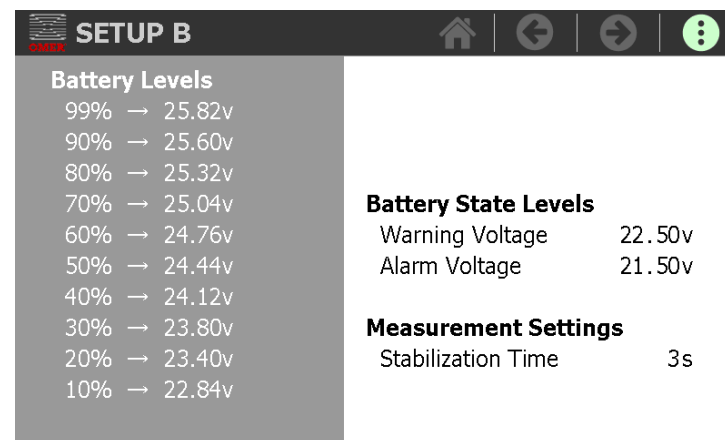 SETUP B
COMEM
Battery Levels
99% → 25.82v
90% → 25.60v
80% → 25.32v
70% → 25.04v
60% → 24.76v
50% → 24.44v
40% → 24.12v
30% → 23.80v
20% → 23.40v
10% → 22.84v
Battery State Levels
Warning Voltage 22.50v
Alarm Voltage 21.50v
Measurement Settings
Stabilization Time 3s